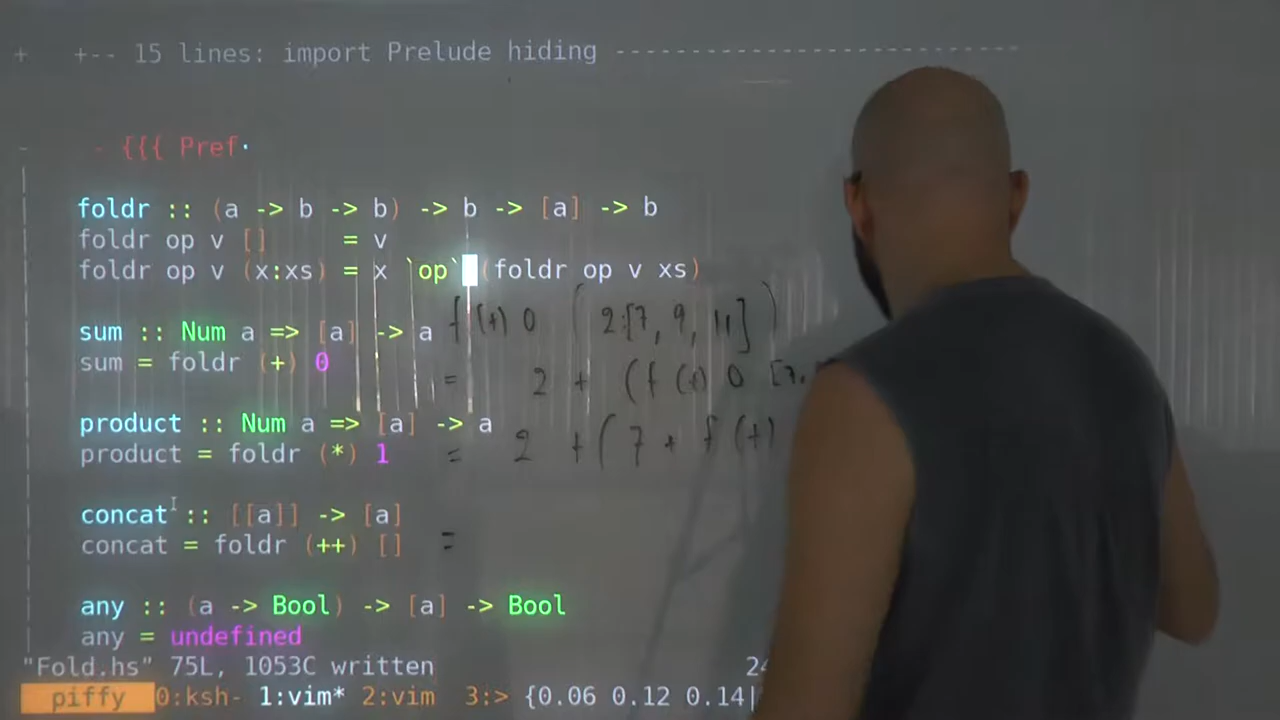 + +-- 15 lines: import Prelude hiding ----------------------------
- - {{{ Pref·
foldr :: (a -> b -> b) -> b -> [a] -> b
foldr op v [] = v
foldr op v (x:xs) = x `op` (foldr op v xs)
f (+) 0 ( 2:[7, 9, 11] )
sum :: Num a => [a] -> a
sum = foldr (+) 0
= 2 + (f (+) 0 [7,
product :: Num a => [a] -> a
product = foldr (*) 1
= 2 + ( 7 + f (+)
concat :: [[a]] -> [a]
concat = foldr (++) []
=
any :: (a -> Bool) -> [a] -> Bool
any = undefined
"Fold.hs" 75L, 1053C written 24
piffy 0:ksh- 1:vim* 2:vim 3:> {0.06 0.12 0.14|